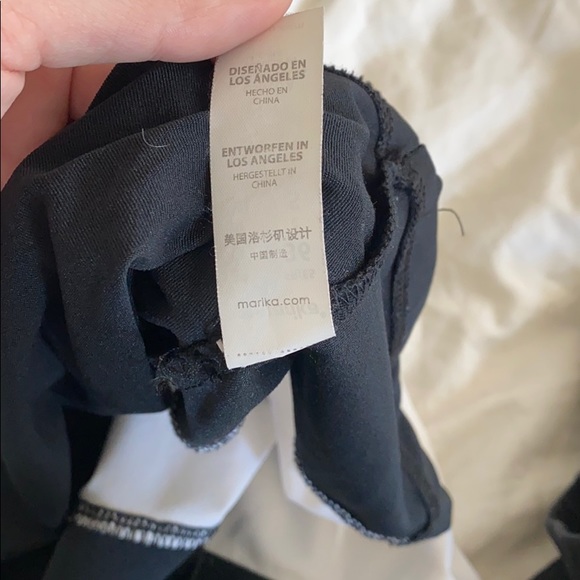 DISEÑADO EN
LOS ANGELES
HECHO EN
CHINA
ENTWORFEN IN
LOS ANGELES
HERGESTELLT IN
CHINA
美国洛杉矶设计
中国制造
marika.com